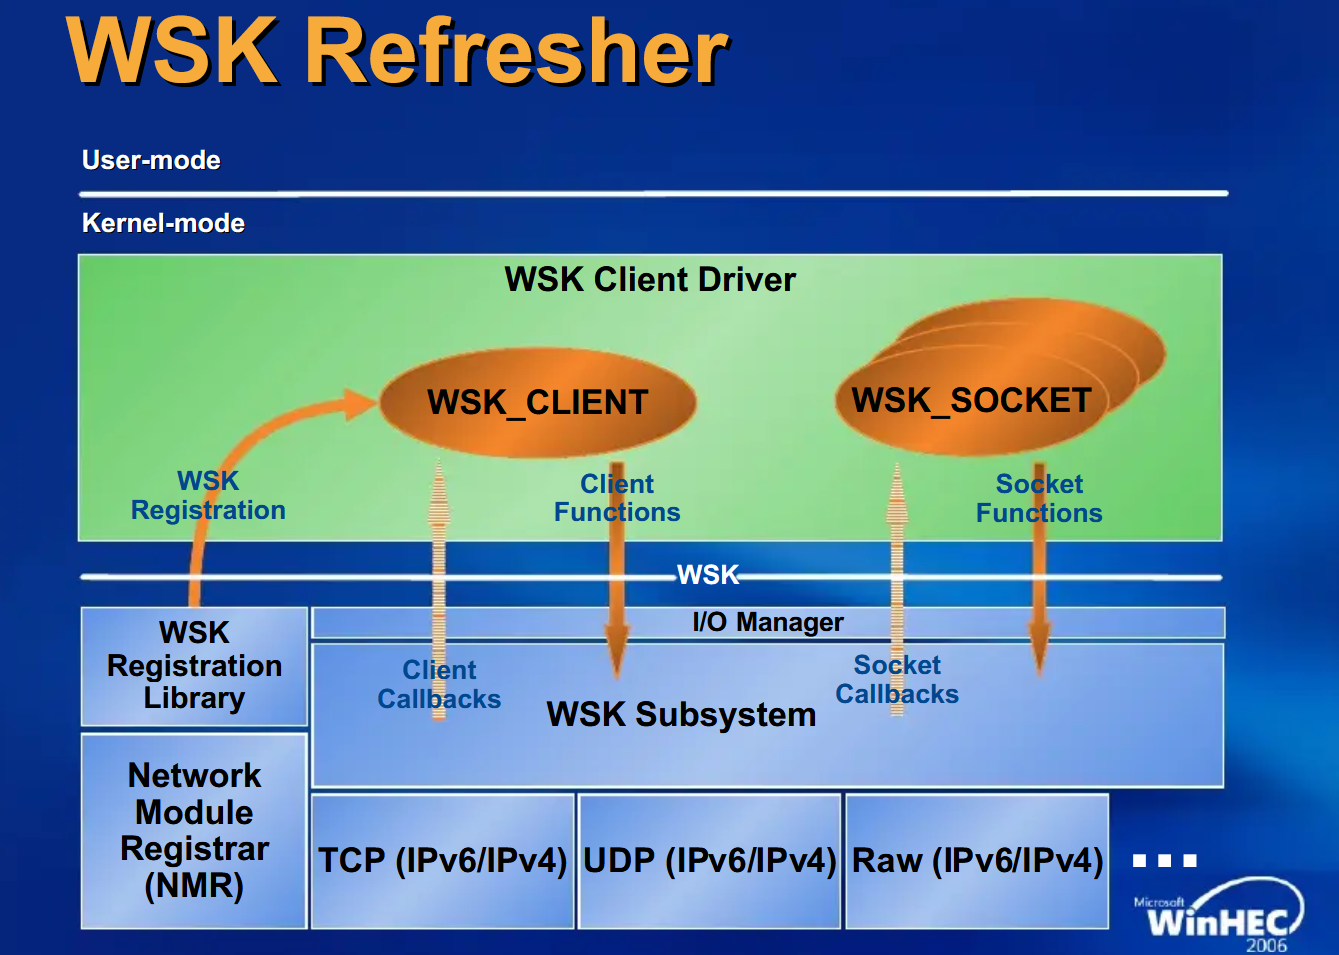 WSK Refresher
User-mode
Kernel-mode
WSK Client Driver
WSK_CLIENT
WSK_SOCKET
WSK
Registration
Client
Functions
Socket
Functions
WSK
WSK
Registration
Library
I/O Manager
Client
Callbacks
Socket
Callbacks
WSK Subsystem
Network
Module
Registrar
(NMR)
TCP (IPv6/IPv4)
UDP (IPv6/IPv4)
Raw (IPv6/IPv4)
...
Microsoft
WinHEC
2006